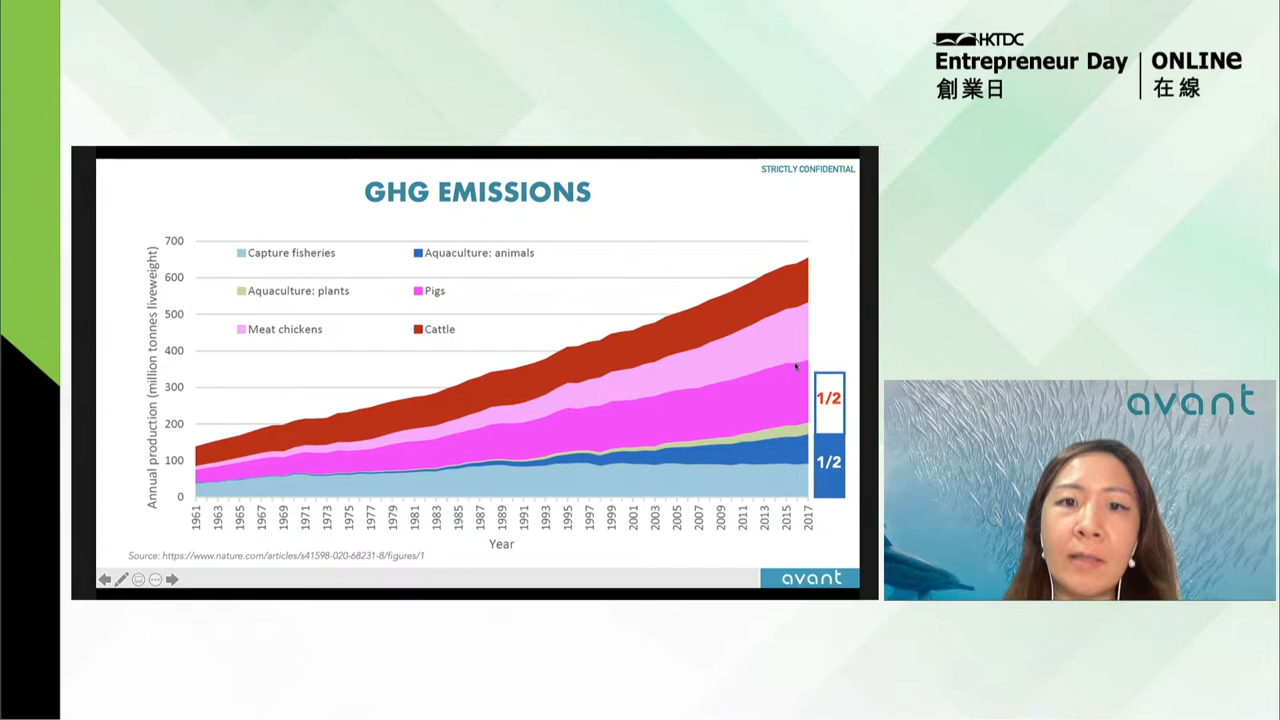 HKTDC
Entrepreneur Day
創業日
ONLINe
在線
STRICTLY CONFIDENTIAL
GHG EMISSIONS
Annual production (million tonnes liveweight)
700
600
500
400
300
200
100
0
Capture fisheries
Aquaculture: animals
Aquaculture: plants
Pigs
Meat chickens
Cattle
1/2
1/2
1961 1963 1965 1967 1969 1971 1973 1975 1977 1979 1981 1983 1985 1987 1989 1991 1993 1995 1997 1999 2001 2003 2005 2007 2009 2011 2013 2015 2017
Year
Source: https://www.nature.com/articles/s41598-020-68231-8/figures/1
avant
avant